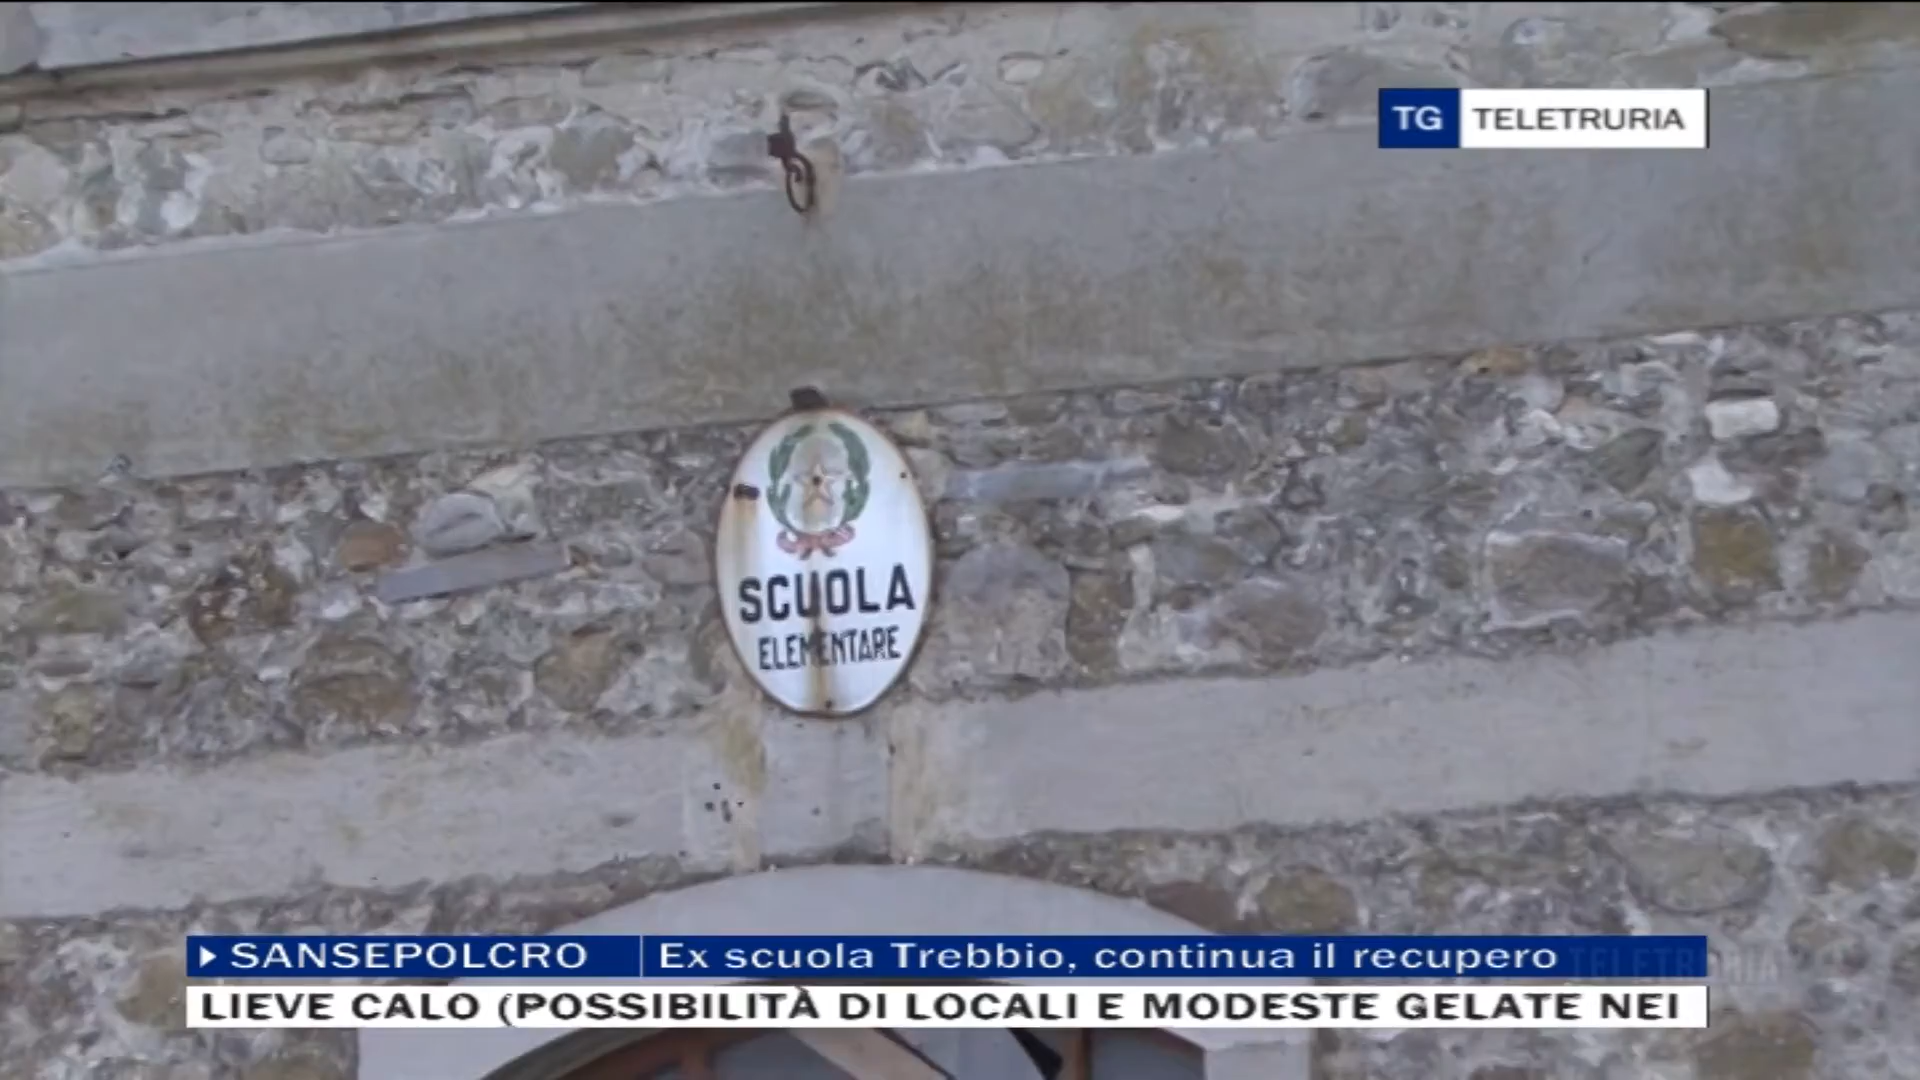 TG TELETRURIA
SCUOLA
ELEMENTARE
SANSEPOLCRO Ex scuola Trebbio, continua il recupero
TELETRURIA
LIEVE CALO (POSSIBILITÀ DI LOCALI E MODESTE GELATE NEI